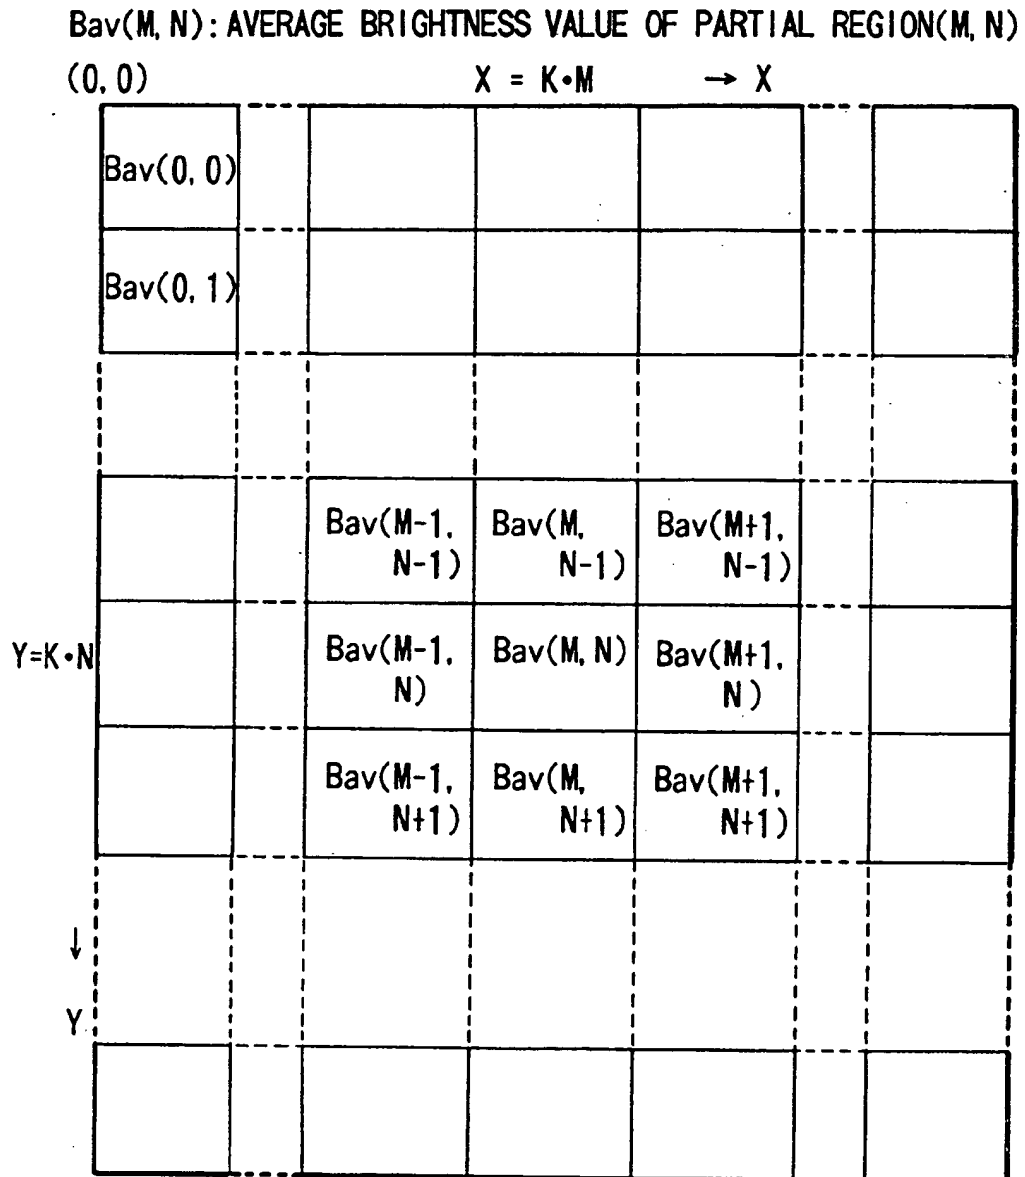 Bav(M, N): AVERAGE BRIGHTNESS VALUE OF PARTIAL REGION(M, N)
(0, 0) X = K•M → X
Bav(0, 0)
Bav(0, 1)
Bav(M-1, Bav(M, Bav(M+1,
N-1) N-1) N-1)
Y=K•N Bav(M-1, Bav(M, N) Bav(M+1,
N) N)
Bav(M-1, Bav(M, Bav(M+1,
N+1) N+1) N+1)
↓
Y